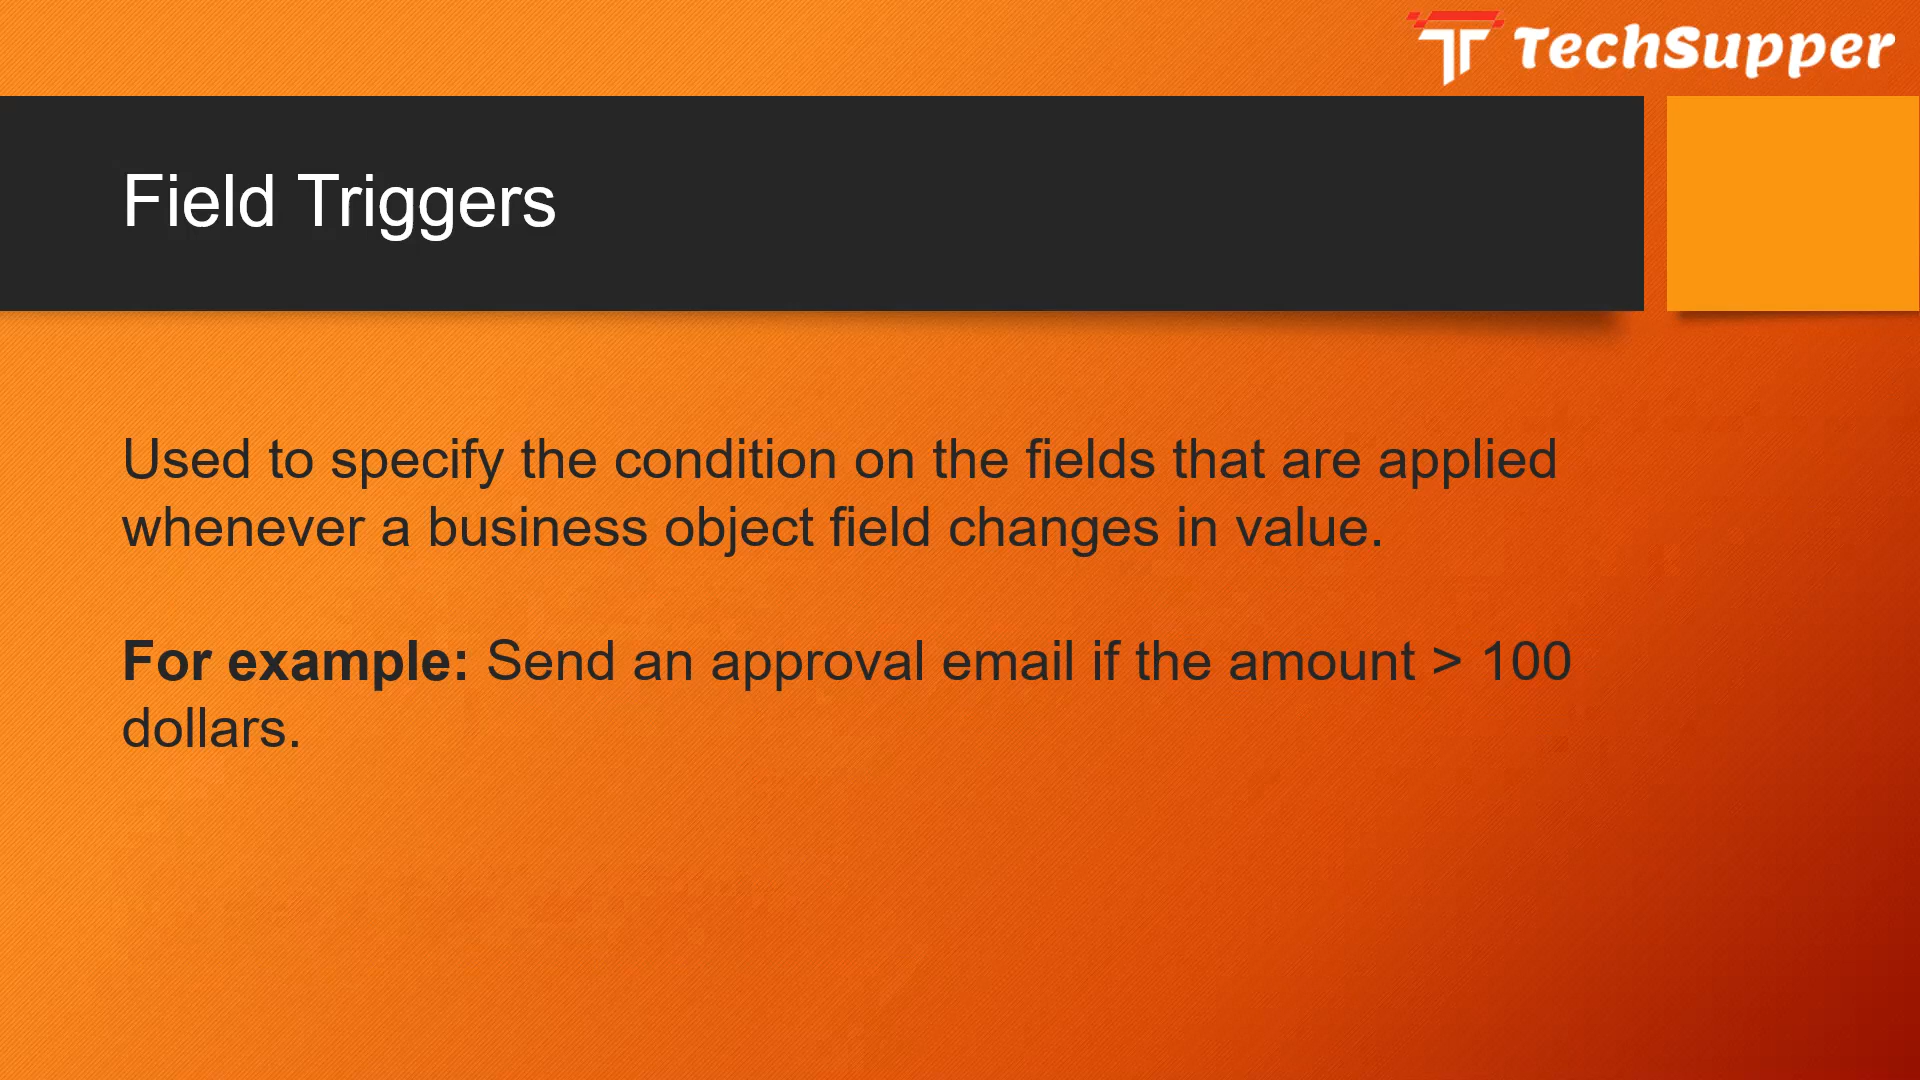 TechSupper
Field Triggers
Used to specify the condition on the fields that are applied
whenever a business object field changes in value.
For example: Send an approval email if the amount > 100
dollars.